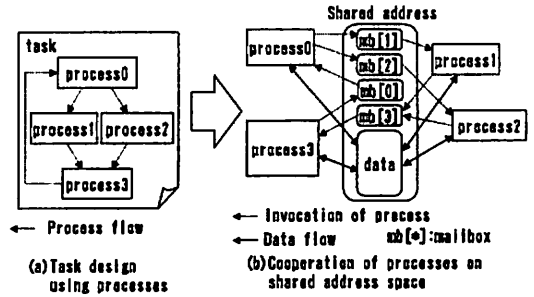 Shared address
task
process0
process1
process2
process3
Process flow
(a)Task design
using processes
process0
mb[1]
mb[2]
mb[0]
mb[3]
process1
process2
process3
data
Invocation of process
Data flow
mb[*]:mailbox
(b)Cooperation of processes on
shared address space